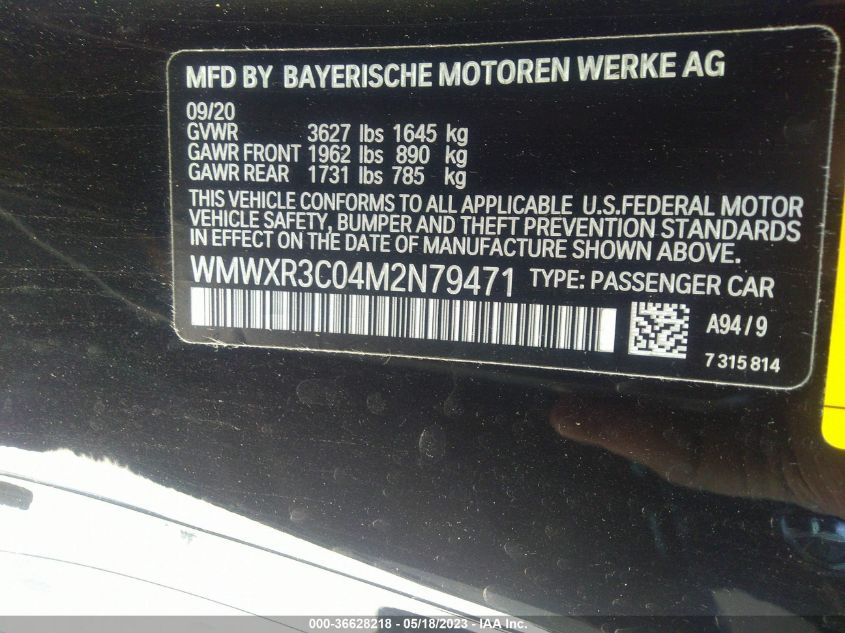 MFD BY BAYERISCHE MOTOREN WERKE AG
09/20
GVWR 3627 lbs 1645 kg
GAWR FRONT 1962 lbs 890 kg
GAWR REAR 1731 lbs 785 kg
THIS VEHICLE CONFORMS TO ALL APPLICABLE U.S.FEDERAL MOTOR
VEHICLE SAFETY, BUMPER AND THEFT PREVENTION STANDARDS
IN EFFECT ON THE DATE OF MANUFACTURE SHOWN ABOVE.
WMWXR3C04M2N79471 TYPE: PASSENGER CAR
A94/9
7 315 814
000-36628218 - 05/18/2023 - IAA Inc.